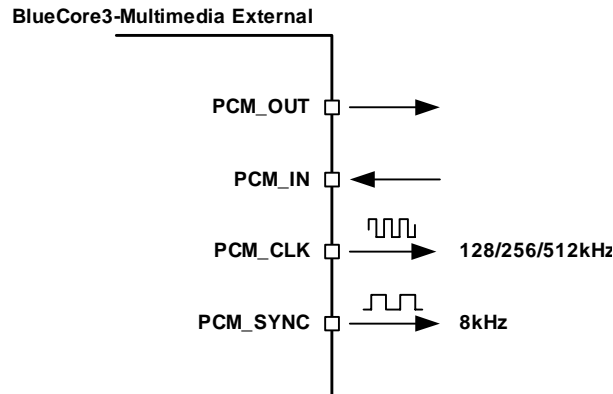 BlueCore3-Multimedia External
PCM_OUT
PCM_IN
PCM_CLK 128/256/512kHz
PCM_SYNC 8kHz